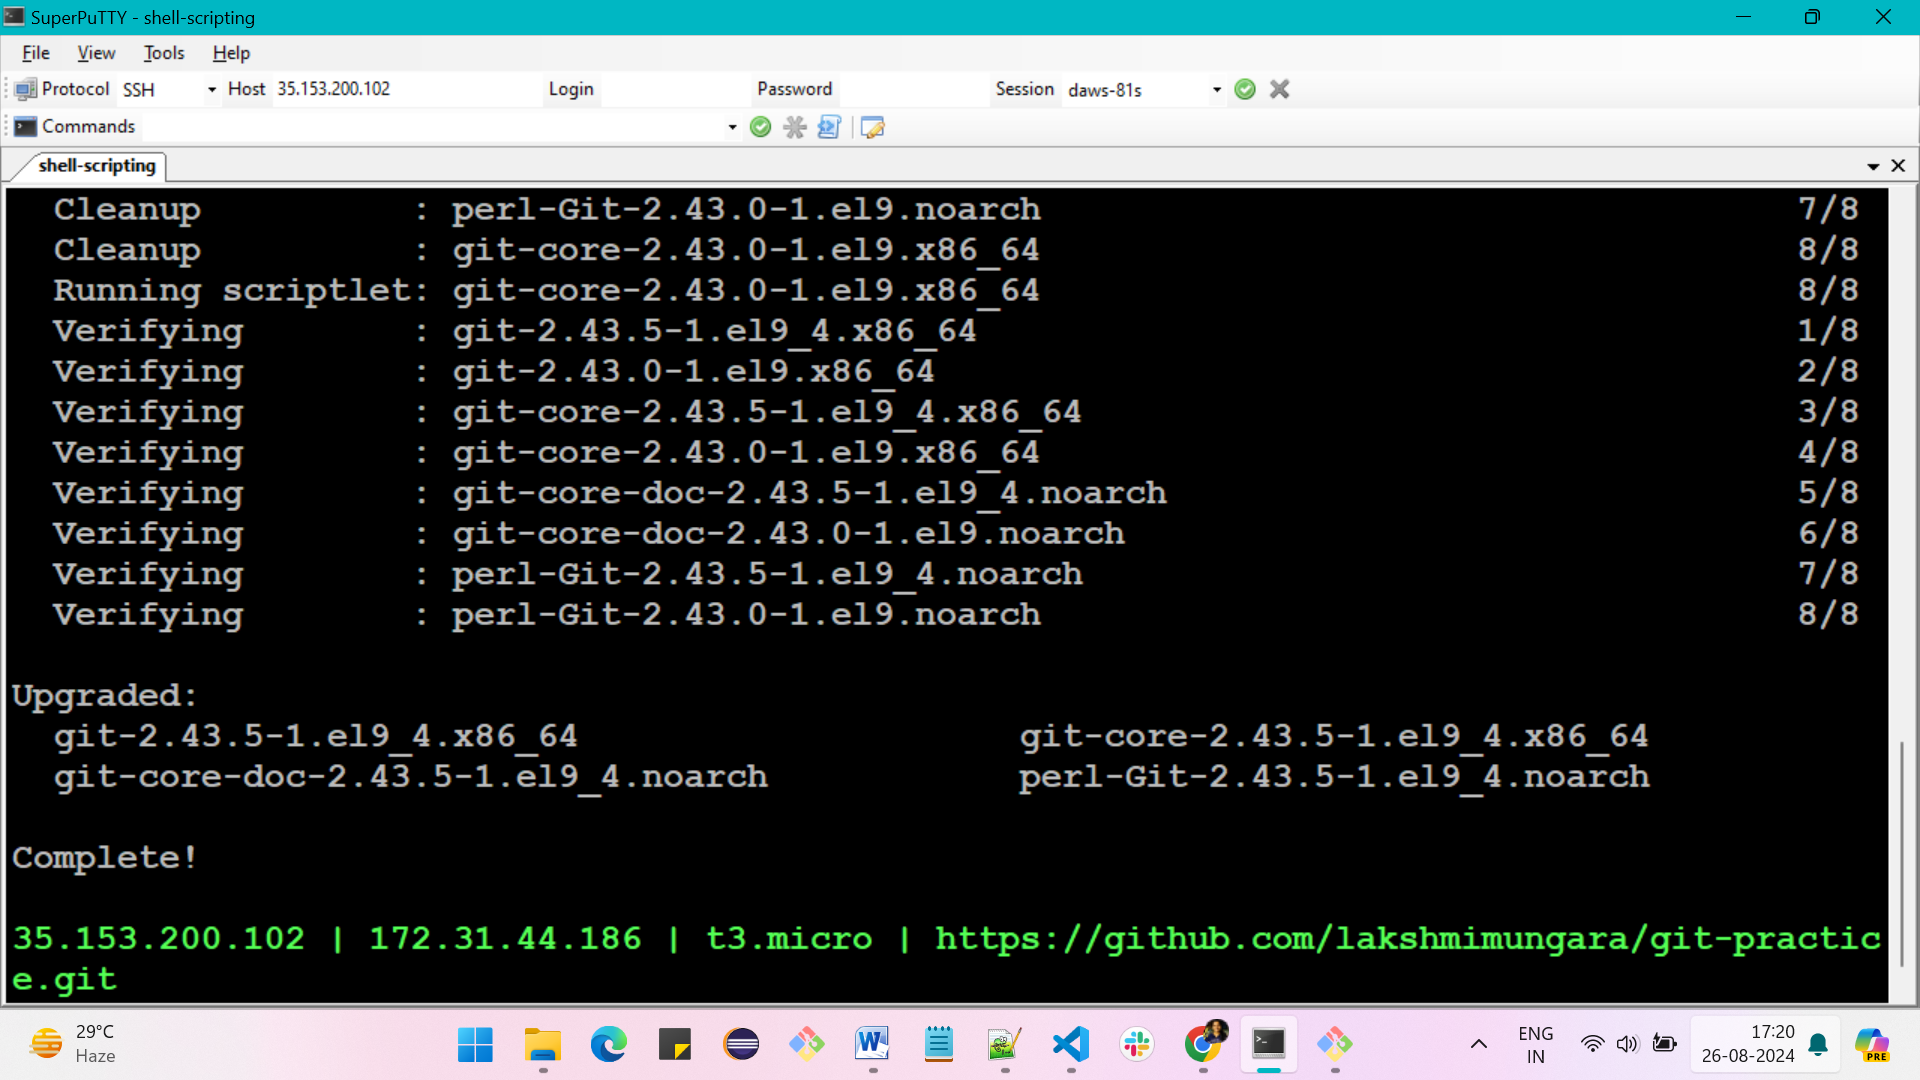 SuperPuTTY - shell-scripting
File View Tools Help
Protocol SSH Host 35.153.200.102 Login Password Session daws-81s
Commands
shell-scripting
Cleanup : perl-Git-2.43.0-1.el9.noarch 7/8
Cleanup : git-core-2.43.0-1.el9.x86_64 8/8
Running scriptlet: git-core-2.43.0-1.el9.x86_64 8/8
Verifying : git-2.43.5-1.el9_4.x86_64 1/8
Verifying : git-2.43.0-1.el9.x86_64 2/8
Verifying : git-core-2.43.5-1.el9_4.x86_64 3/8
Verifying : git-core-2.43.0-1.el9.x86_64 4/8
Verifying : git-core-doc-2.43.5-1.el9_4.noarch 5/8
Verifying : git-core-doc-2.43.0-1.el9.noarch 6/8
Verifying : perl-Git-2.43.5-1.el9_4.noarch 7/8
Verifying : perl-Git-2.43.0-1.el9.noarch 8/8
Upgraded:
git-2.43.5-1.el9_4.x86_64 git-core-2.43.5-1.el9_4.x86_64
git-core-doc-2.43.5-1.el9_4.noarch perl-Git-2.43.5-1.el9_4.noarch
Complete!
35.153.200.102 | 172.31.44.186 | t3.micro | https://github.com/lakshmimungara/git-practic
e.git
29°C
Haze
ENG
IN
17:20
26-08-2024
PRE